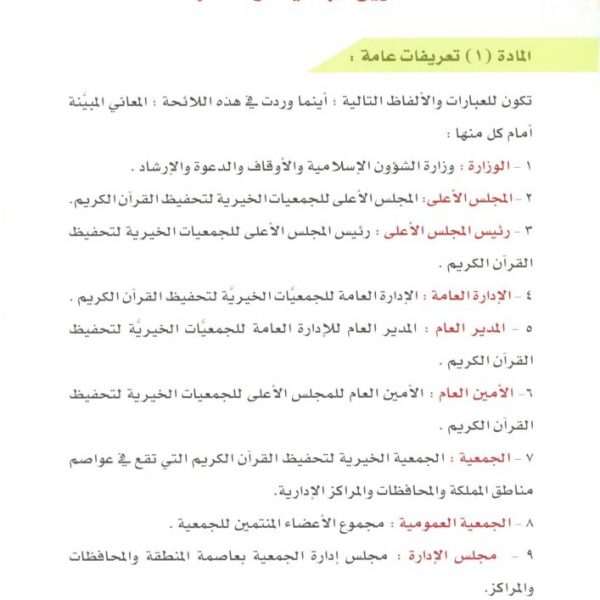 المادة (١) تعريفات عامة :
تكون للعبارات والألفاظ التالية ؛ أينما وردت في هذه اللائحة ؛ المعاني المبيَّنة
أمام كل منها :
١ - الوزارة : وزارة الشؤون الإسلامية والأوقاف والدعوة والإرشاد .
٢ - المجلس الأعلى: المجلس الأعلى للجمعيات الخيرية لتحفيظ القرآن الكريم.
٣ - رئيس المجلس الأعلى : رئيس المجلس الأعلى للجمعيات الخيرية لتحفيظ
القرآن الكريم .
٤ - الإدارة العامة : الإدارة العامة للجمعيَّات الخيريَّة لتحفيظ القرآن الكريم .
٥ - المدير العام : المدير العام للإدارة العامة للجمعيَّات الخيريَّة لتحفيظ
القرآن الكريم .
٦- الأمين العام : الأمين العام للمجلس الأعلى للجمعيات الخيرية لتحفيظ
القرآن الكريم .
٧ - الجمعية : الجمعية الخيرية لتحفيظ القرآن الكريم التي تقع في عواصم
مناطق المملكة والمحافظات والمراكز الإدارية.
٨ - الجمعية العمومية : مجموع الأعضاء المنتمين للجمعية .
٩ - مجلس الإدارة : مجلس إدارة الجمعية بعاصمة المنطقة والمحافظات
والمراكز.